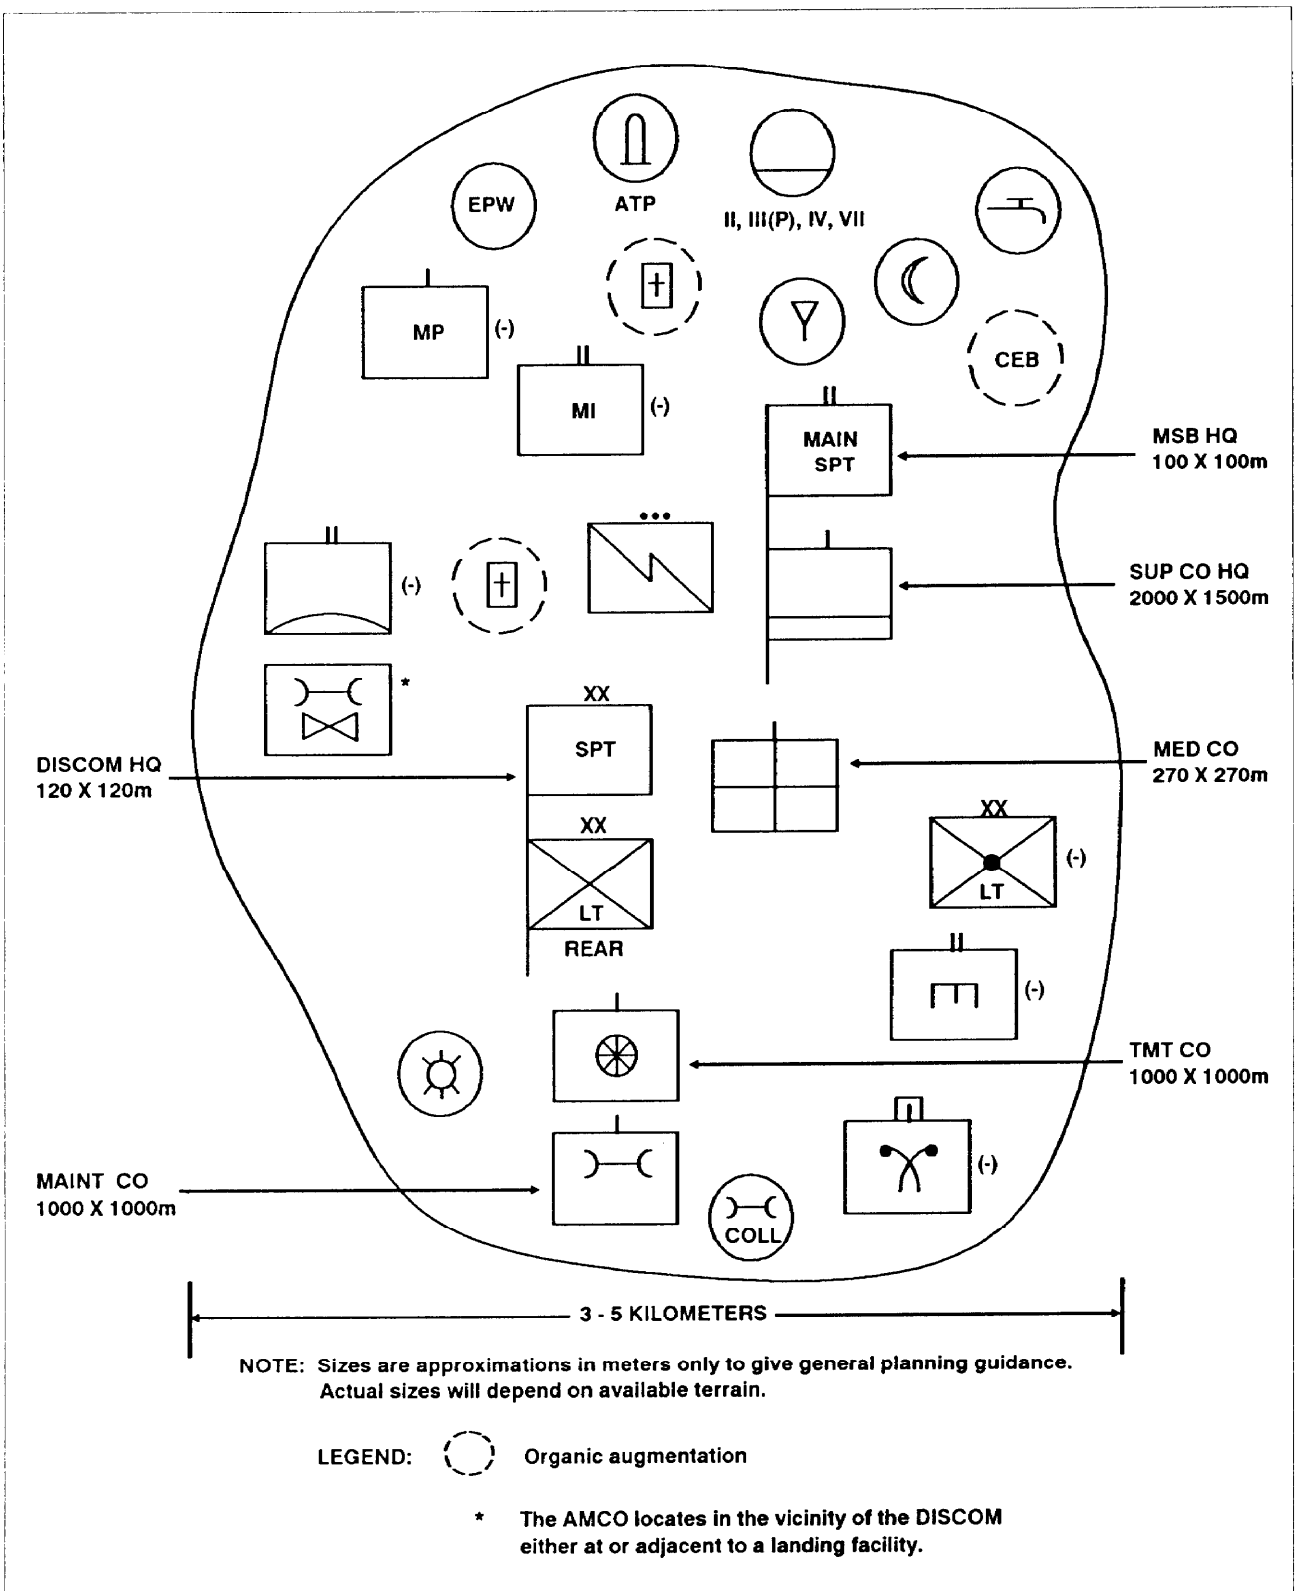 EPW
ATP
II, III(P), IV, VII
MP
(-)
MI
(-)
CEB
MAIN
SPT
MSB HQ
100 X 100m
(-)
SUP CO HQ
2000 X 1500m
*
XX
SPT
DISCOM HQ
120 X 120m
MED CO
270 X 270m
XX
LT
REAR
XX
LT
(-)
(-)
TMT CO
1000 X 1000m
MAINT CO
1000 X 1000m
(-)
COLL
3 - 5 KILOMETERS
NOTE: Sizes are approximations in meters only to give general planning guidance.
Actual sizes will depend on available terrain.
LEGEND: Organic augmentation
* The AMCO locates in the vicinity of the DISCOM
either at or adjacent to a landing facility.